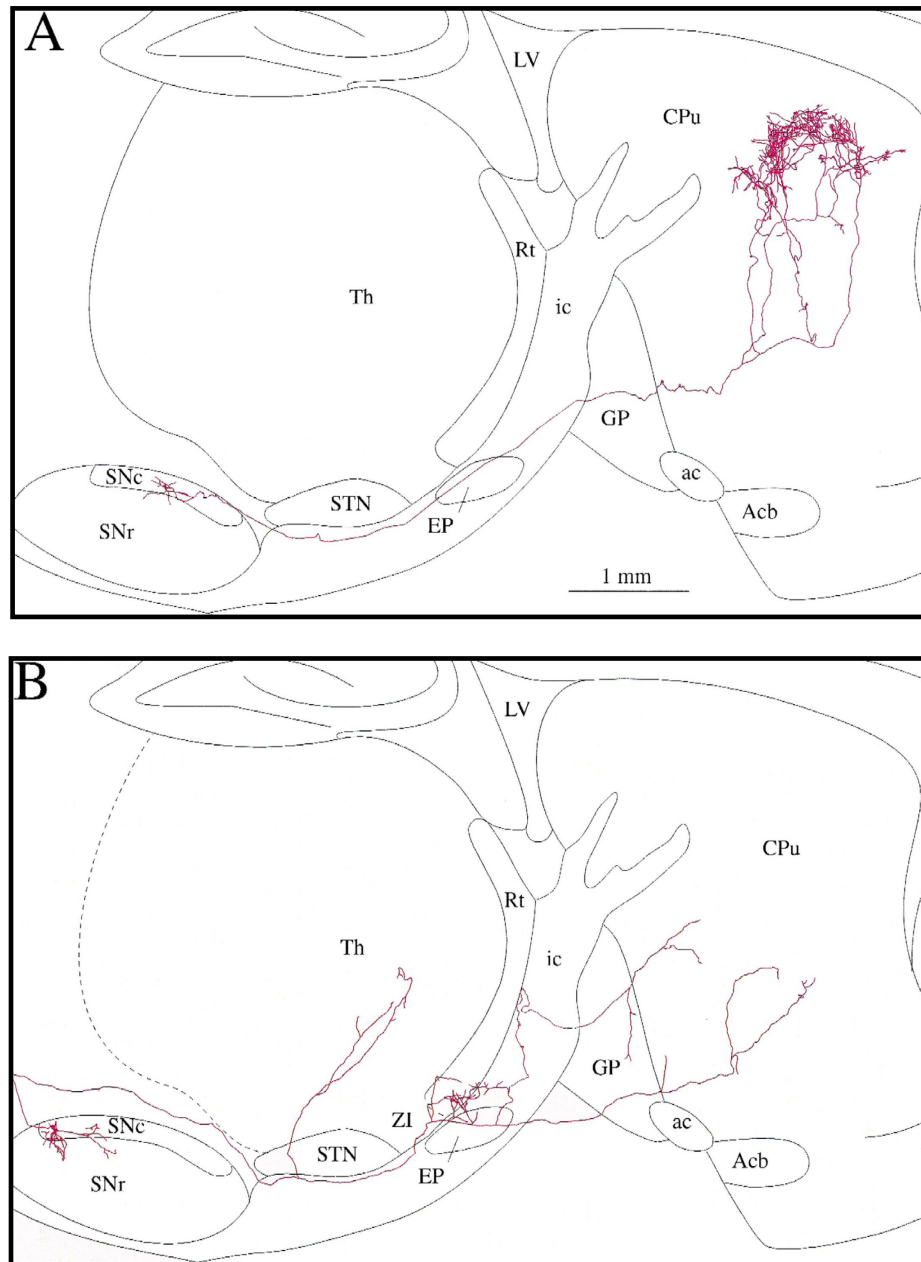 A
LV
CPu
Rt
Th
ic
GP
SNc
ac
STN
EP
Acb
SNr
1 mm
B
LV
CPu
Rt
Th
ic
GP
SNc
ZI
ac
STN
EP
Acb
SNr